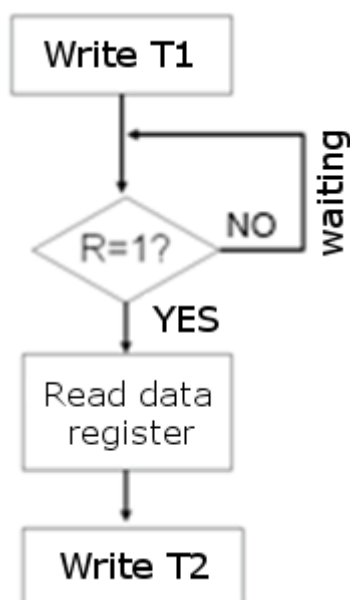 Write T1
waiting
R=1?
NO
YES
Read data
register
Write T2